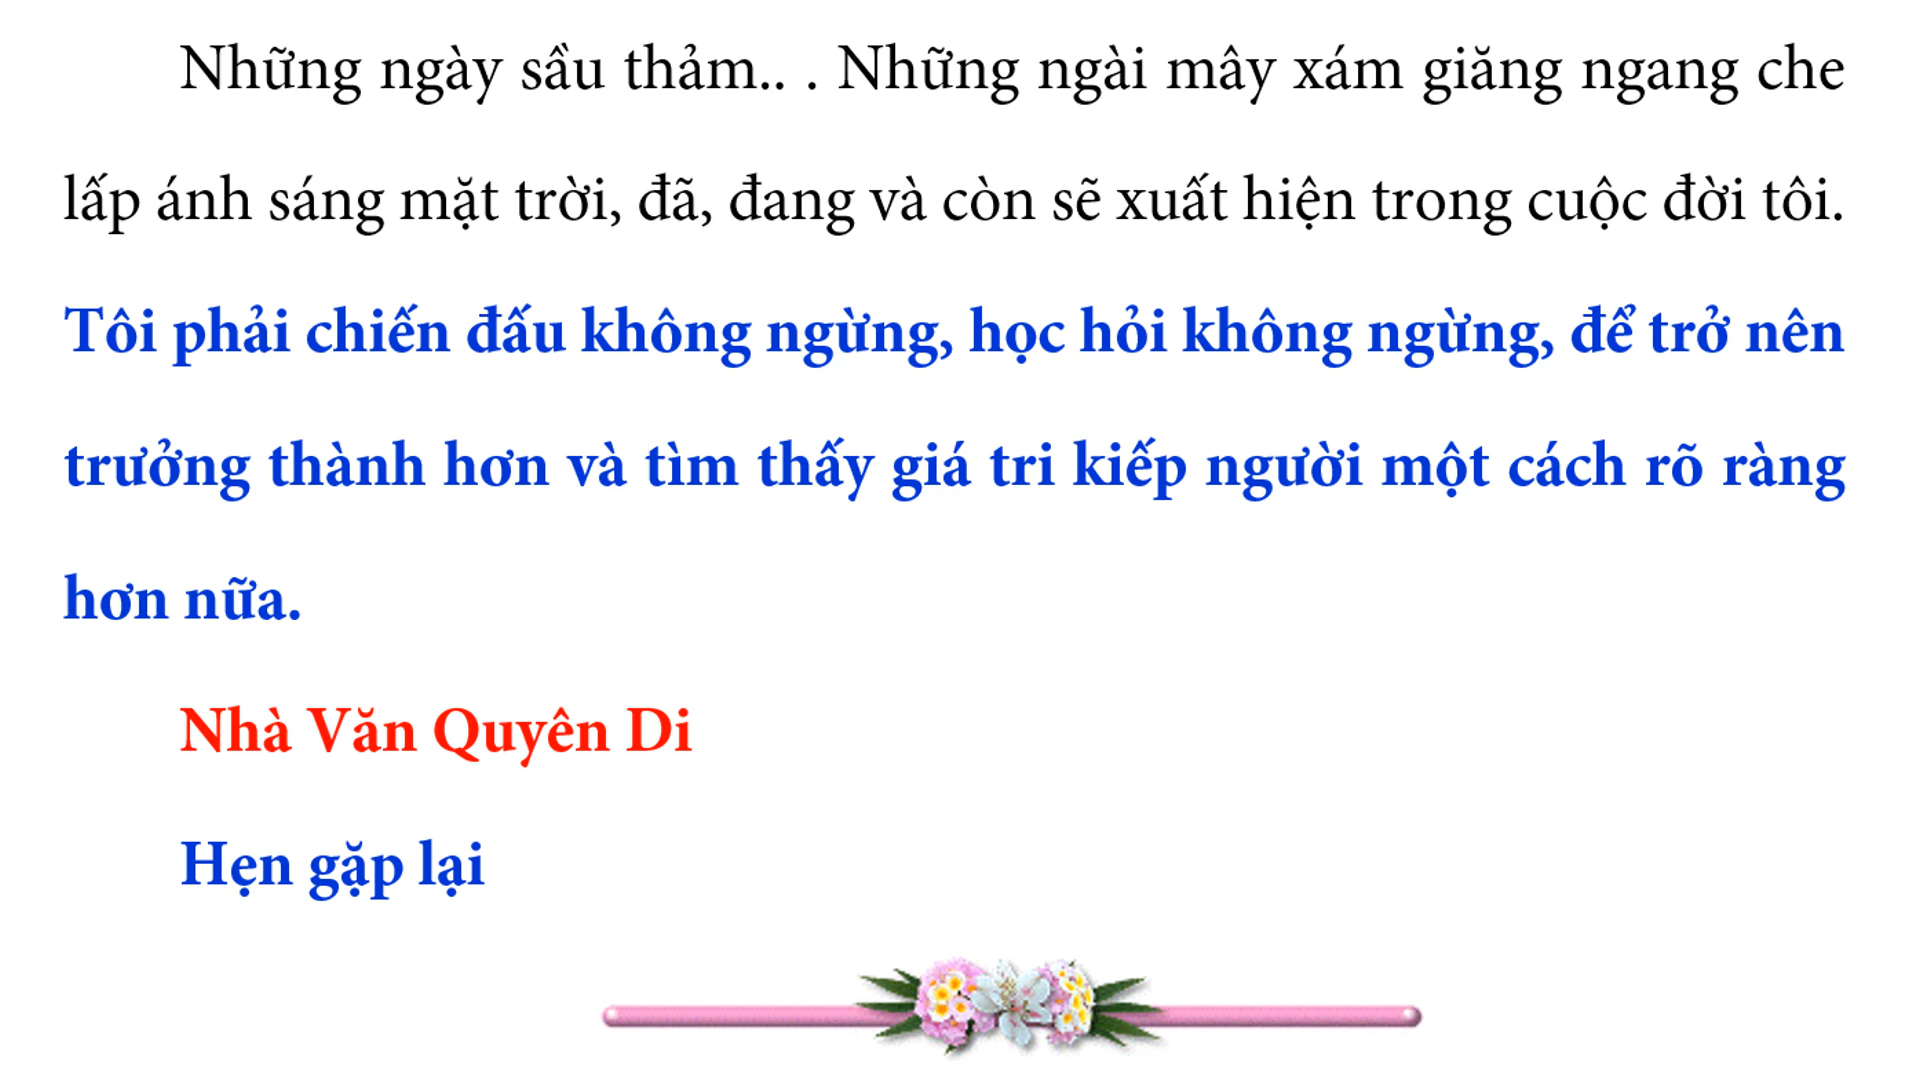 Những ngày sầu thảm.. . Những ngài mây xám giăng ngang che
lấp ánh sáng mặt trời, đã, đang và còn sẽ xuất hiện trong cuộc đời tôi.
Tôi phải chiến đấu không ngừng, học hỏi không ngừng, để trở nên
trưởng thành hơn và tìm thấy giá tri kiếp người một cách rõ ràng
hơn nữa.
Nhà Văn Quyên Di
Hẹn gặp lại